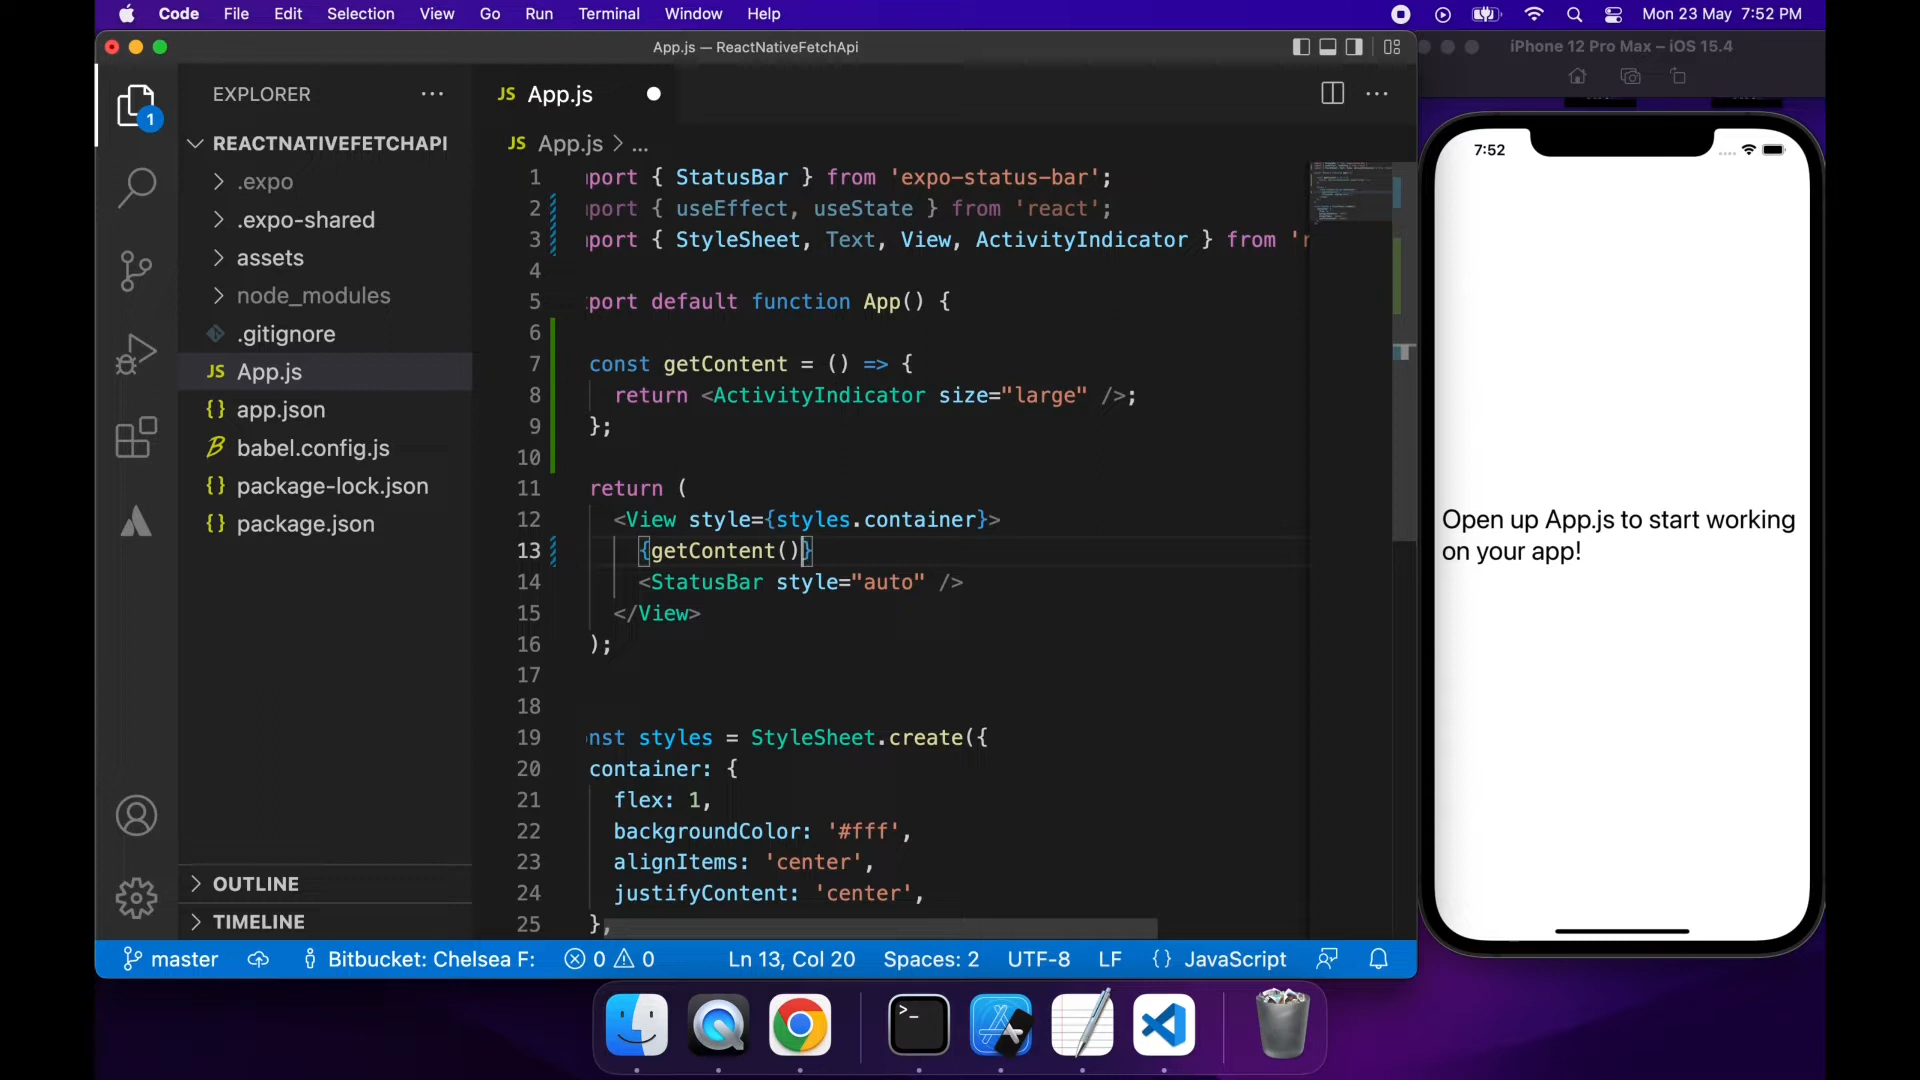 Code File Edit Selection View Go Run Terminal Window Help Mon 23 May 7:52 PM
App.js — ReactNativeFetchApi
iPhone 12 Pro Max – iOS 15.4
EXPLORER
JS App.js
1
REACTNATIVEFETCHAPI
JS App.js > ...
.expo
.expo-shared
assets
node_modules
.gitignore
JS App.js
{} app.json
babel.config.js
{} package-lock.json
{} package.json
OUTLINE
TIMELINE
1 port { StatusBar } from 'expo-status-bar';
2 port { useEffect, useState } from 'react';
3 port { StyleSheet, Text, View, ActivityIndicator } from 'r
4
5 port default function App() {
6
7 const getContent = () => {
8 return <ActivityIndicator size="large" />;
9 };
10
11 return (
12 <View style={styles.container}>
13 {getContent()}
14 <StatusBar style="auto" />
15 </View>
16 );
17
18
19 nst styles = StyleSheet.create({
20 container: {
21 flex: 1,
22 backgroundColor: '#fff',
23 alignItems: 'center',
24 justifyContent: 'center',
25 },
7:52
Open up App.js to start working
on your app!
master Bitbucket: Chelsea F: 0 0 Ln 13, Col 20 Spaces: 2 UTF-8 LF {} JavaScript
>_